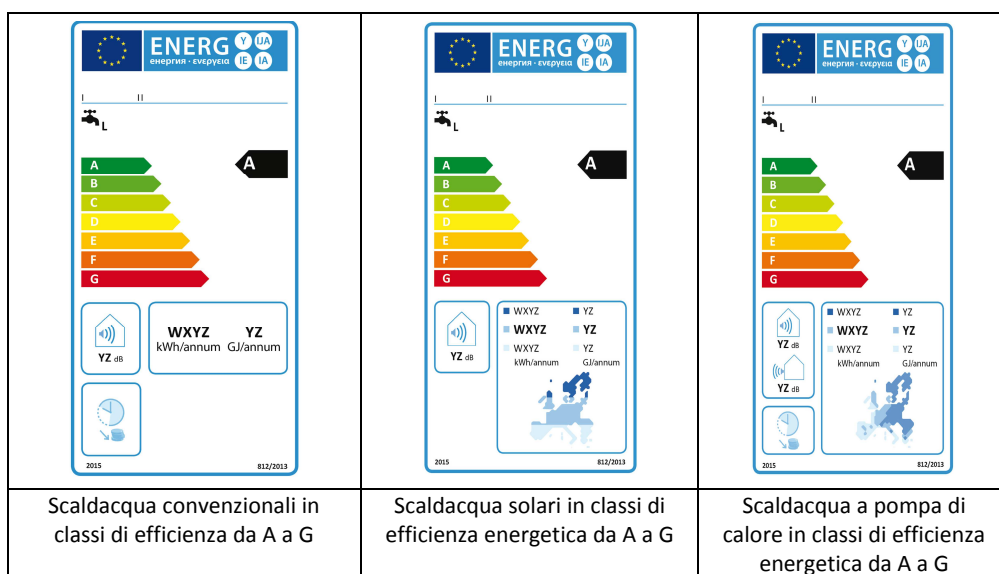 ENERG Y IJA
енергия · ενεργεια IE IA
I II
L
A A
B
C
D
E
F
G
YZ dB
WXYZ YZ
kWh/annum GJ/annum
2015 812/2013
Scaldacqua convenzionali in
classi di efficienza da A a G
ENERG Y IJA
енергия · ενεργεια IE IA
I II
L
A A
B
C
D
E
F
G
YZ dB
WXYZ YZ
WXYZ YZ
WXYZ YZ
kWh/annum GJ/annum
2015 812/2013
Scaldacqua solari in classi di
efficienza energetica da A a G
ENERG Y IJA
енергия · ενεργεια IE IA
I II
L
A A
B
C
D
E
F
G
YZ dB
YZ dB
WXYZ YZ
WXYZ YZ
WXYZ YZ
kWh/annum GJ/annum
2015 812/2013
Scaldacqua a pompa di
calore in classi di efficienza
energetica da A a G